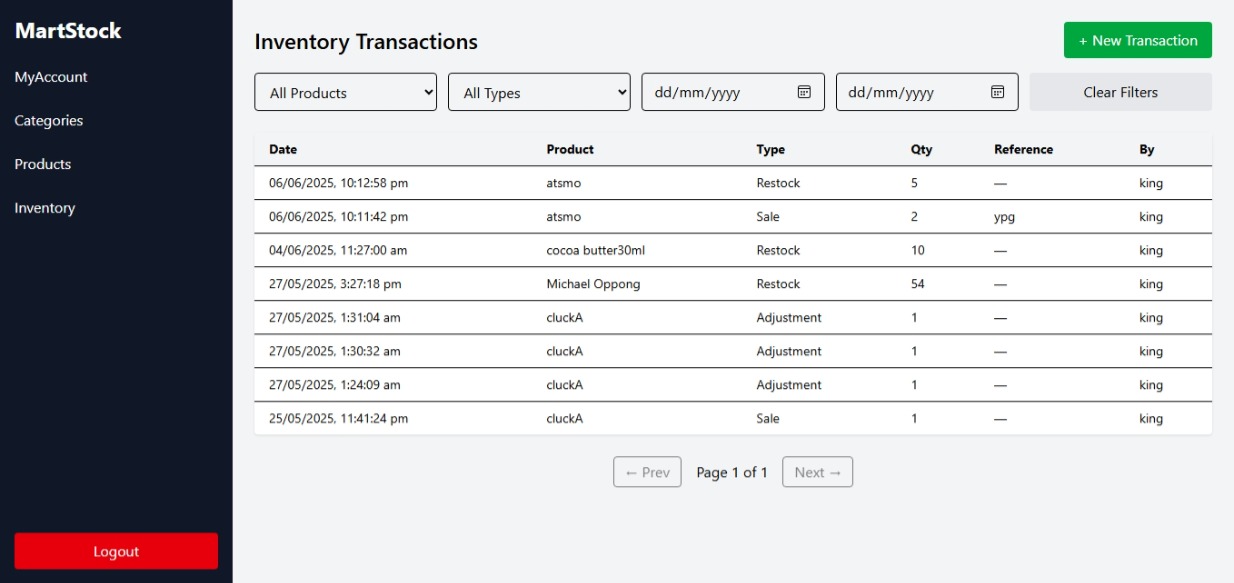 MartStock
MyAccount
Categories
Products
Inventory
Logout
Inventory Transactions
+ New Transaction
All Products All Types dd/mm/yyyy dd/mm/yyyy Clear Filters
Date Product Type Qty Reference By
06/06/2025, 10:12:58 pm atsmo Restock 5 — king
06/06/2025, 10:11:42 pm atsmo Sale 2 ypg king
04/06/2025, 11:27:00 am cocoa butter30ml Restock 10 — king
27/05/2025, 3:27:18 pm Michael Oppong Restock 54 — king
27/05/2025, 1:31:04 am cluckA Adjustment 1 — king
27/05/2025, 1:30:32 am cluckA Adjustment 1 — king
27/05/2025, 1:24:09 am cluckA Adjustment 1 — king
25/05/2025, 11:41:24 pm cluckA Sale 1 — king
← Prev Page 1 of 1 Next →